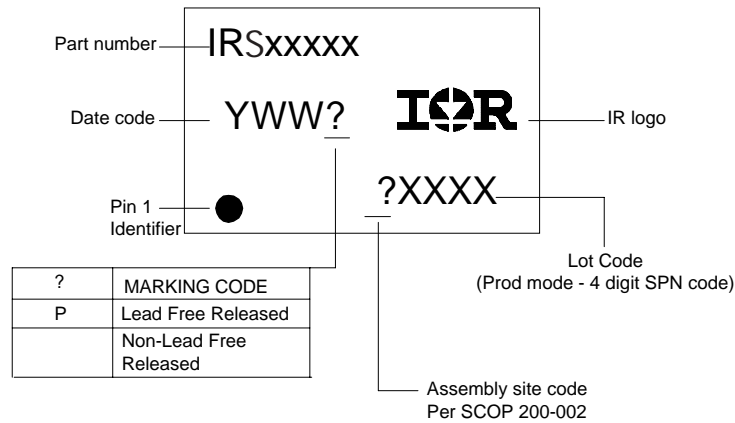 Part number
IRSxxxxx
Date code
YWW?
IOR
IR logo
Pin 1
Identifier
?XXXX
Lot Code
(Prod mode - 4 digit SPN code)
? MARKING CODE
P Lead Free Released
Non-Lead Free
Released
Assembly site code
Per SCOP 200-002